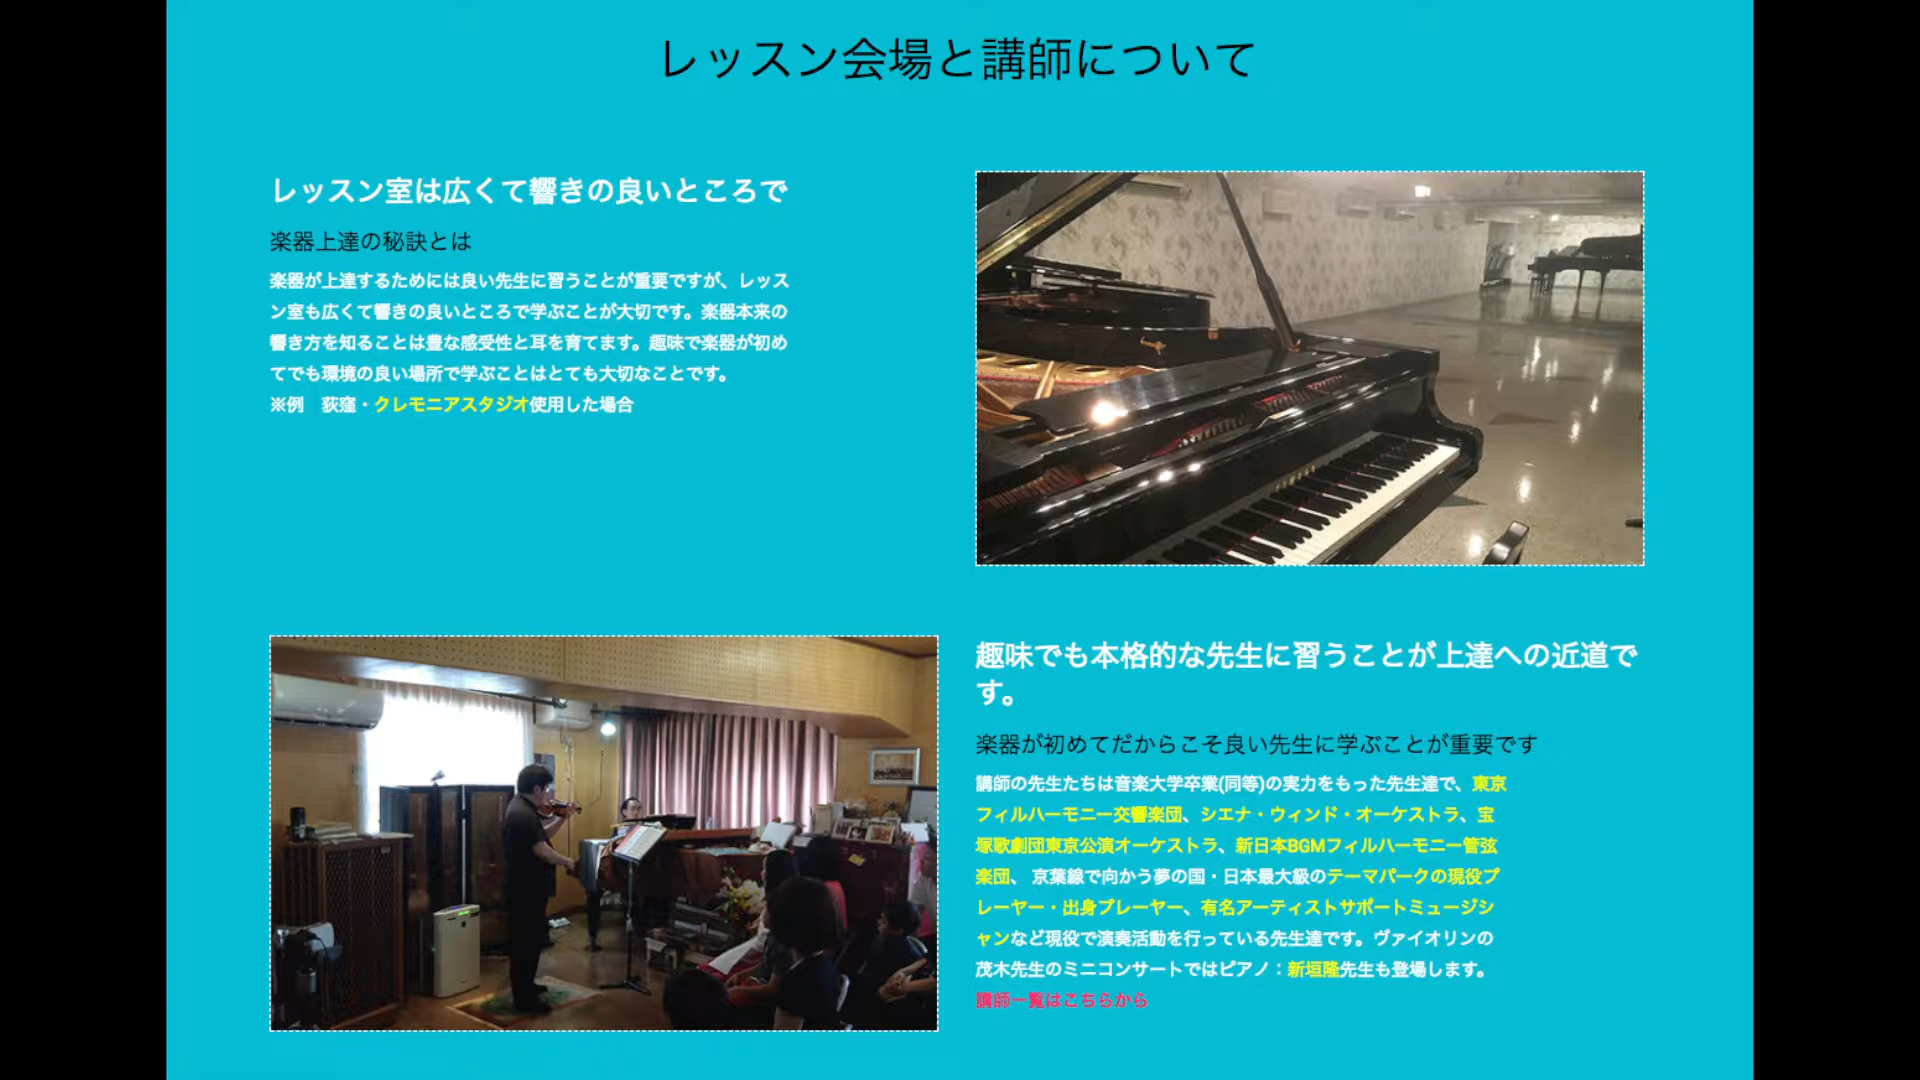 レッスン会場と講師について
レッスン室は広くて響きの良いところで
楽器上達の秘訣とは
楽器が上達するためには良い先生に習うことが重要ですが、レッス
ン室も広くて響きの良いところで学ぶことが大切です。楽器本来の
響き方を知ることは豊な感受性と耳を育てます。趣味で楽器が初め
てでも環境の良い場所で学ぶことはとても大切なことです。
※例　荻窪・クレモニアスタジオ使用した場合
YAMAHA
趣味でも本格的な先生に習うことが上達への近道で
す。
楽器が初めてだからこそ良い先生に学ぶことが重要です
講師の先生たちは音楽大学卒業(同等)の実力をもった先生達で、東京
フィルハーモニー交響楽団、シエナ・ウィンド・オーケストラ、宝
塚歌劇団東京公演オーケストラ、新日本BGMフィルハーモニー管弦
楽団、 京葉線で向かう夢の国・日本最大級のテーマパークの現役プ
レーヤー・出身プレーヤー、有名アーティストサポートミュージシ
ャンなど現役で演奏活動を行っている先生達です。ヴァイオリンの
茂木先生のミニコンサートではピアノ：新垣隆先生も登場します。
講師一覧はこちらから